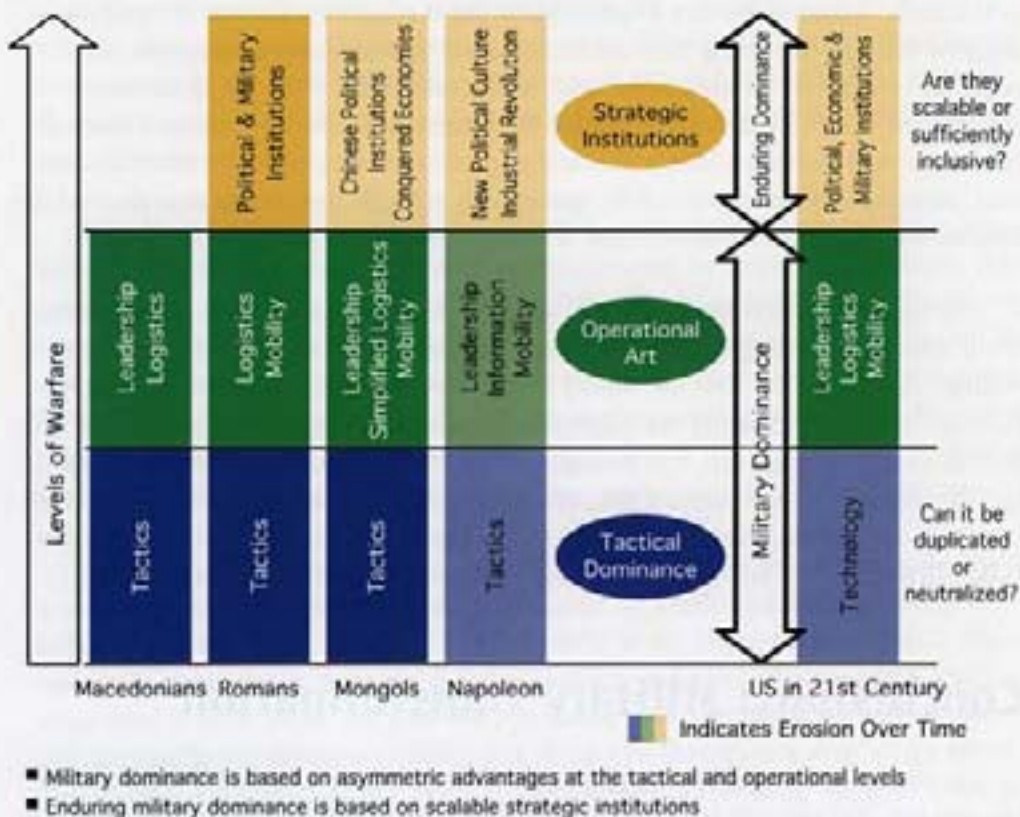 Levels of Warfare
Political & Military
Institutions
Chinese Political
Institutions
Conquered Economies
New Political Culture
Industrial Revolution
Strategic
Institutions
Enduring Dominance
Political, Economic &
Military Institutions
Are they
scalable or
sufficiently
inclusive?
Leadership
Logistics
Logistics
Mobility
Leadership
Simplified Logistics
Mobility
Leadership
Information
Mobility
Operational
Art
Military Dominance
Leadership
Logistics
Mobility
Tactics
Tactics
Tactics
Tactics
Tactical
Dominance
Technology
Can it be
duplicated
or
neutralized?
Macedonians
Romans
Mongols
Napoleon
US in 21st Century
Indicates Erosion Over Time
■ Military dominance is based on asymmetric advantages at the tactical and operational levels
■ Enduring military dominance is based on scalable strategic institutions